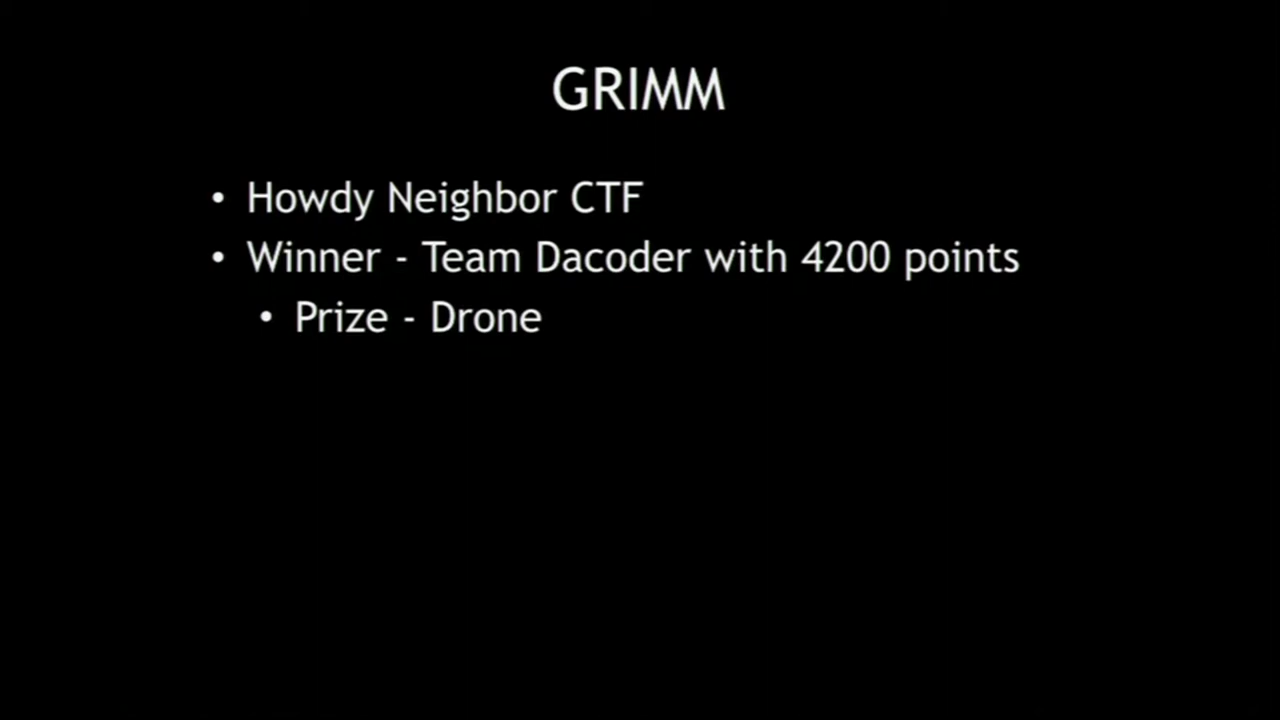 GRIMM
• Howdy Neighbor CTF
• Winner - Team Dacoder with 4200 points
• Prize - Drone